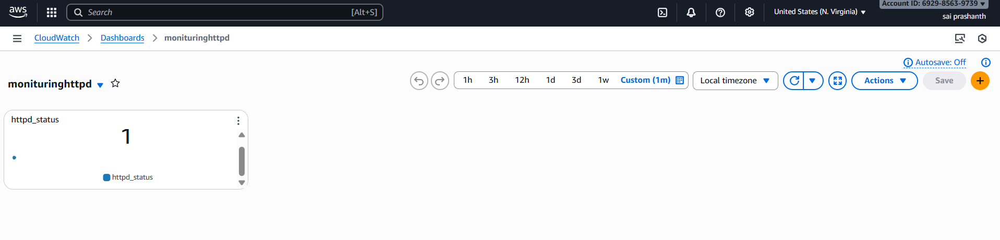 aws
Search
[Alt+S]
United States (N. Virginia)
Account ID: 6929-8563-9739
sai prashanth
CloudWatch
Dashboards
monituringhttpd
Autosave: Off
monituringhttpd
1h
3h
12h
1d
3d
1w
Custom (1m)
Local timezone
Actions
Save
httpd_status
1
httpd_status